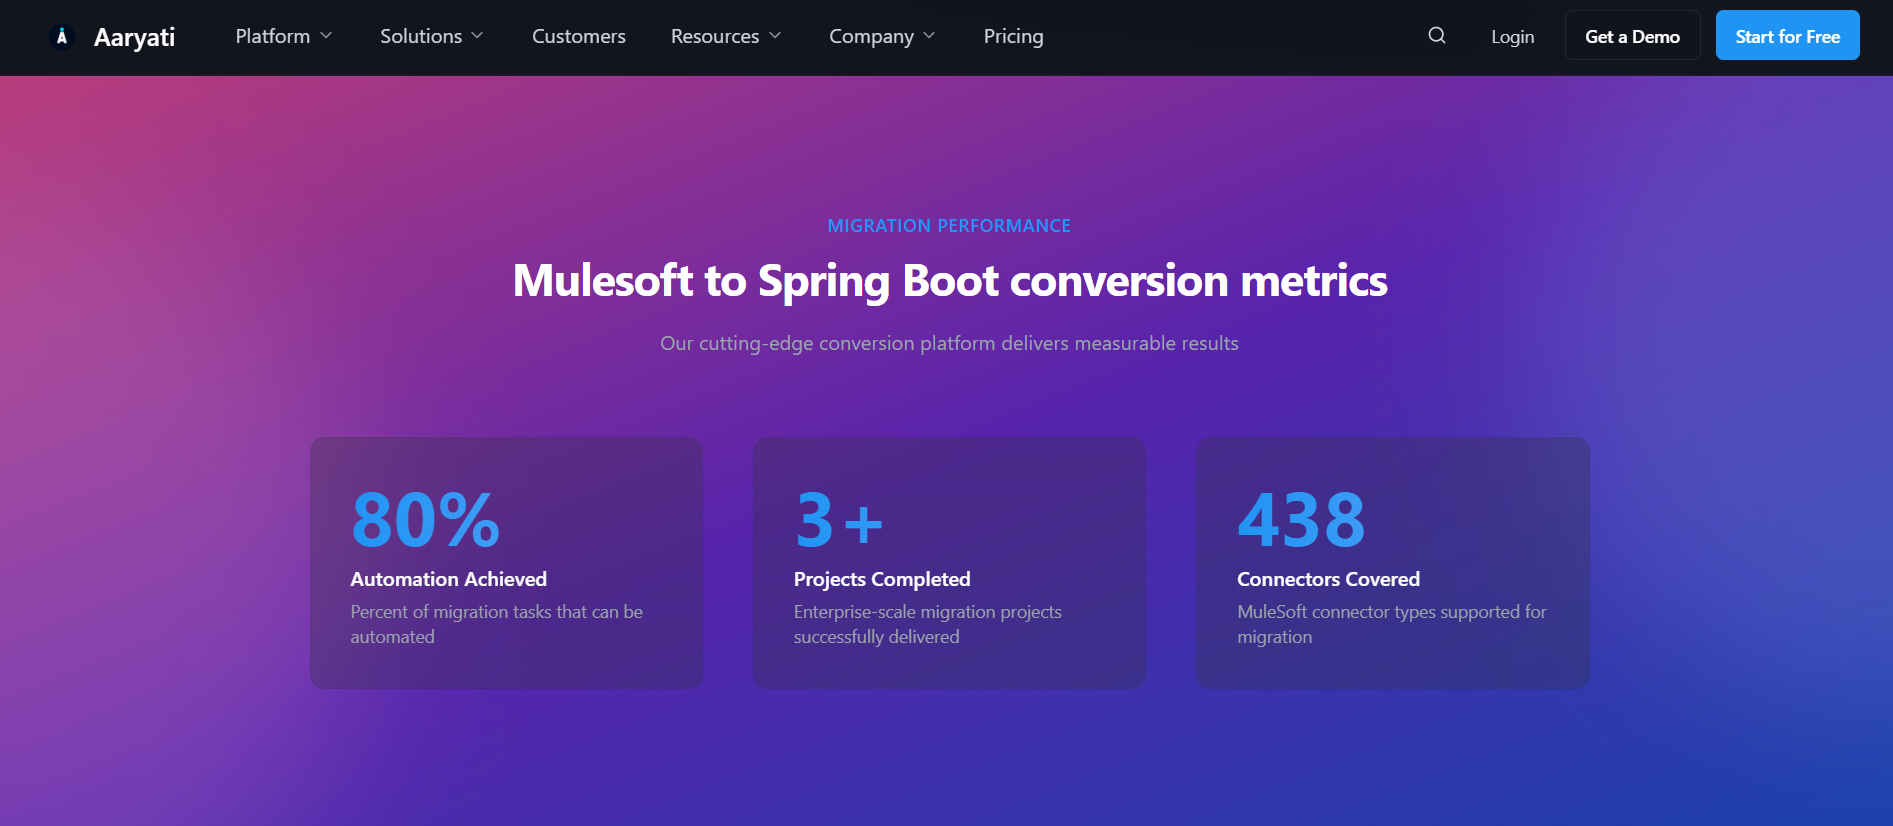 Aaryati Platform Solutions Customers Resources Company Pricing Login Get a Demo Start for Free
MIGRATION PERFORMANCE
Mulesoft to Spring Boot conversion metrics
Our cutting-edge conversion platform delivers measurable results
80%
Automation Achieved
Percent of migration tasks that can be
automated
3+
Projects Completed
Enterprise-scale migration projects
successfully delivered
438
Connectors Covered
MuleSoft connector types supported for
migration